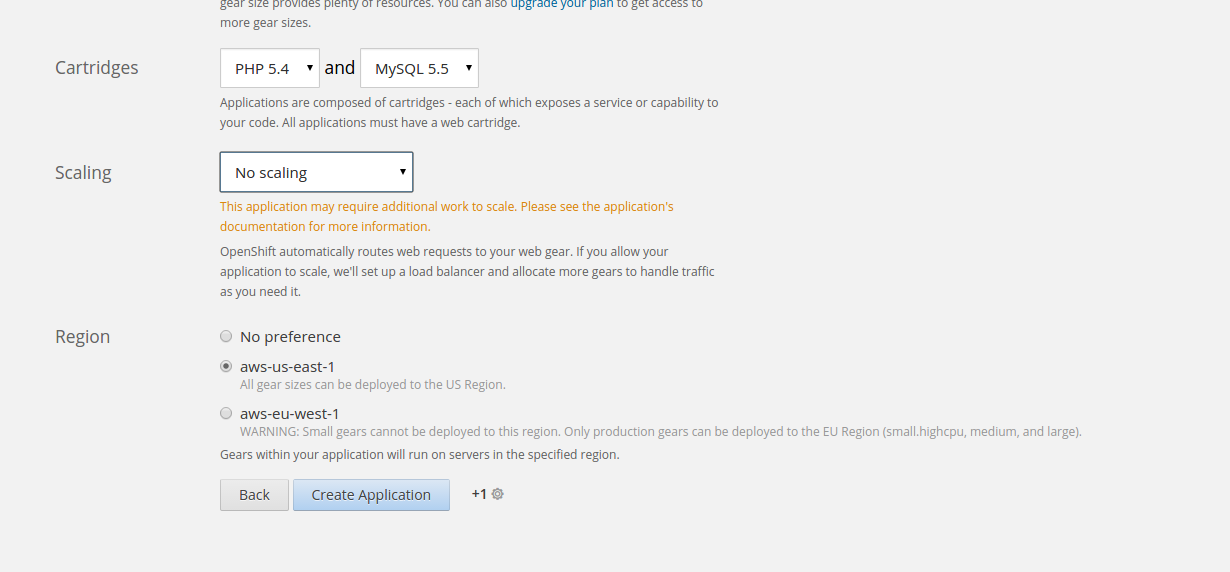 gear size provides plenty of resources. You can also upgrade your plan to get access to
more gear sizes.
Cartridges
PHP 5.4 and MySQL 5.5
Applications are composed of cartridges - each of which exposes a service or capability to
your code. All applications must have a web cartridge.
Scaling
No scaling
This application may require additional work to scale. Please see the application's
documentation for more information.
OpenShift automatically routes web requests to your web gear. If you allow your
application to scale, we'll set up a load balancer and allocate more gears to handle traffic
as you need it.
Region
No preference
aws-us-east-1
All gear sizes can be deployed to the US Region.
aws-eu-west-1
WARNING: Small gears cannot be deployed to this region. Only production gears can be deployed to the EU Region (small.highcpu, medium, and large).
Gears within your application will run on servers in the specified region.
Back Create Application +1